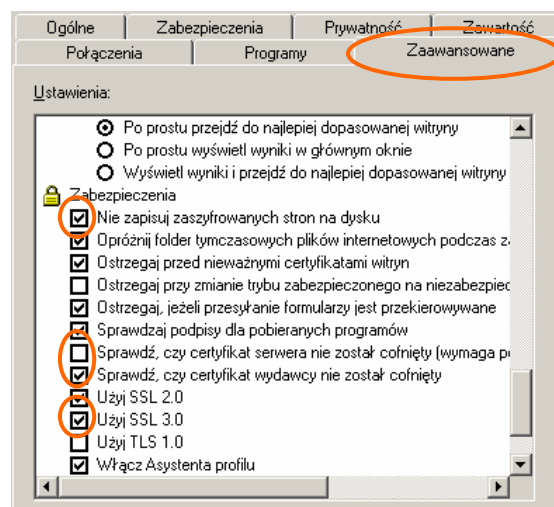 Ogólne Zabezpieczenia Prywatność Zawartość
Połączenia Programy Zaawansowane
Ustawienia:
Po prostu przejdź do najlepiej dopasowanej witryny
Po prostu wyświetl wyniki w głównym oknie
Wyświetl wyniki i przejdź do najlepiej dopasowanej witryny
Zabezpieczenia
Nie zapisuj zaszyfrowanych stron na dysku
Opróżnij folder tymczasowych plików internetowych podczas z
Ostrzegaj przed nieważnymi certyfikatami witryn
Ostrzegaj przy zmianie trybu zabezpieczonego na niezabezpiec
Ostrzegaj, jeżeli przesyłanie formularzy jest przekierowywane
Sprawdzaj podpisy dla pobieranych programów
Sprawdź, czy certyfikat serwera nie został cofnięty (wymaga p
Sprawdź, czy certyfikat wydawcy nie został cofnięty
Użyj SSL 2.0
Użyj SSL 3.0
Użyj TLS 1.0
Włącz Asystenta profilu